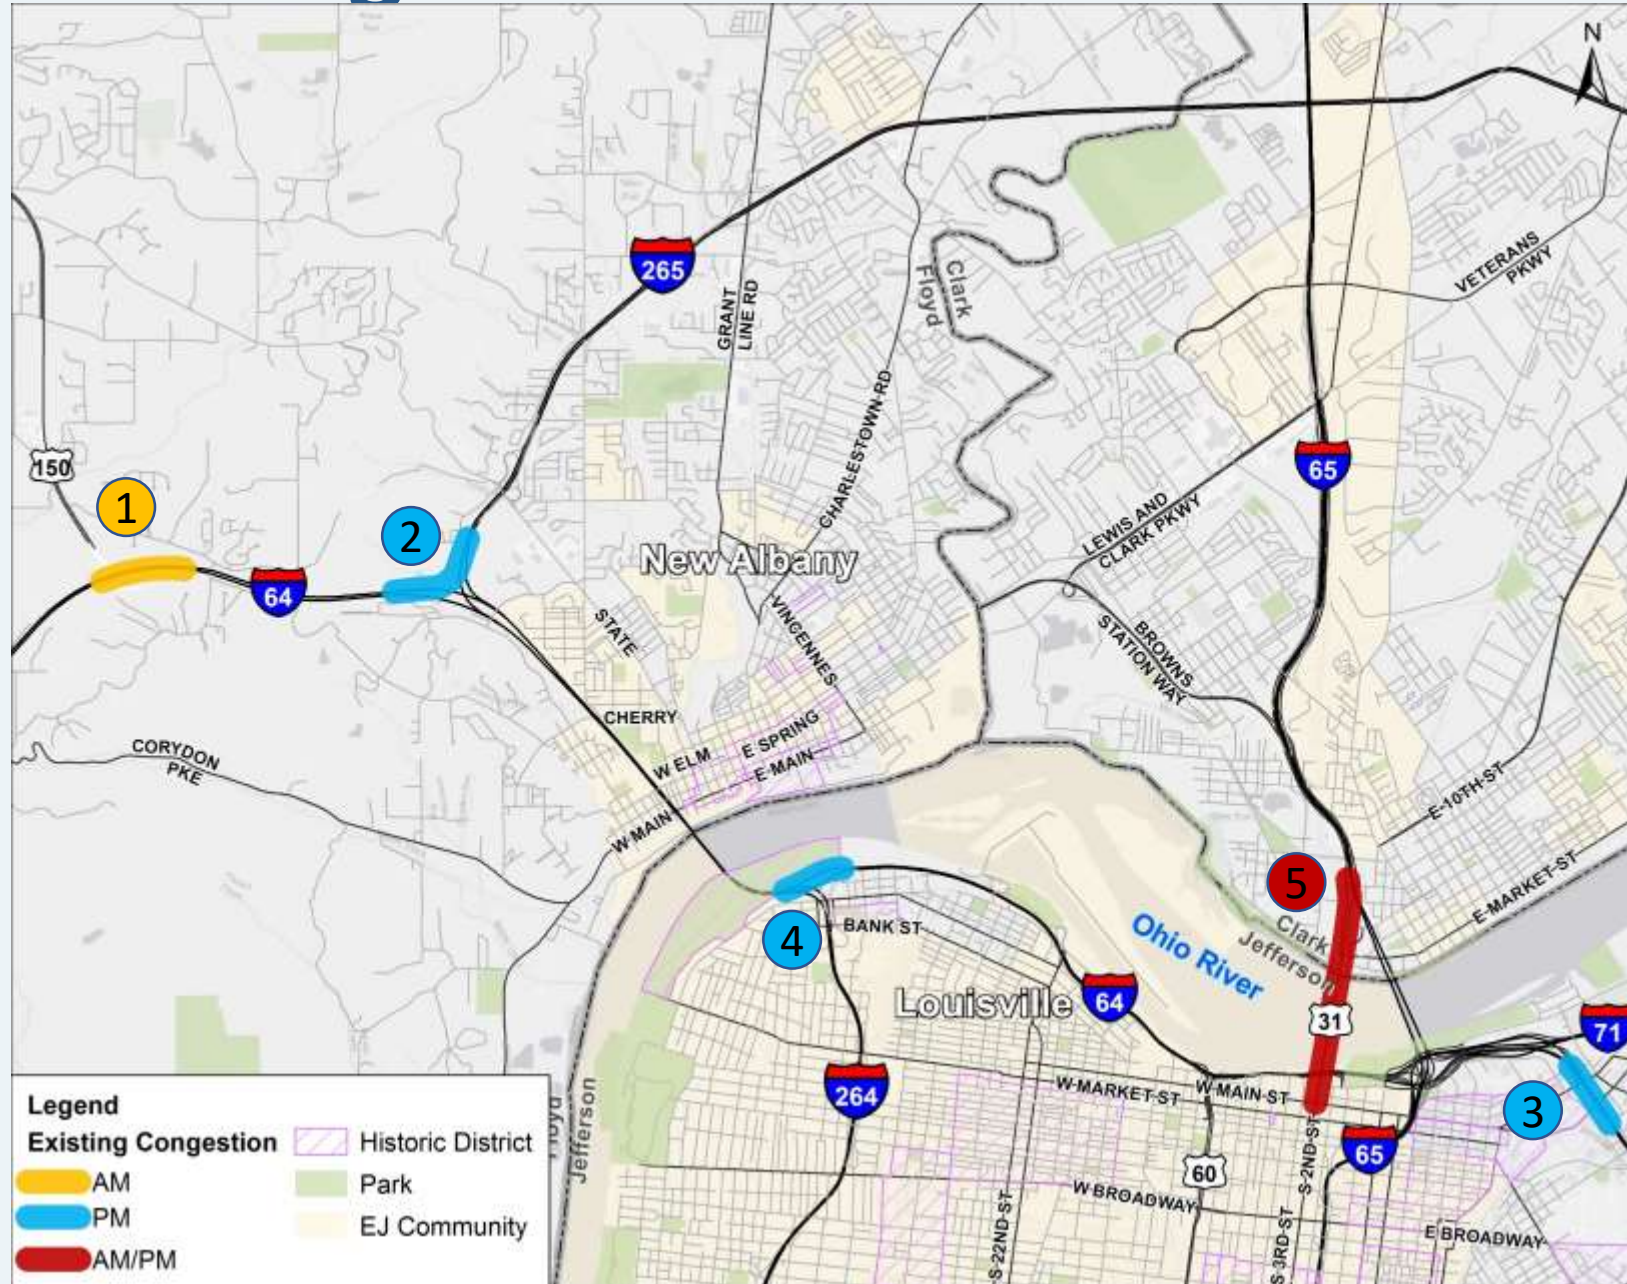 N
265
Clark
Floyd
GRANT
LINE RD
VETERANS
PKWY
CHARLESTOWN RD
150
65
1
2
LEWIS AND
CLARK PKWY
New Albany
64
STATE
VINCENNES
BROWNS
STATION WAY
CHERRY
E SPRING
W ELM
E MAIN
CORYDON
PKE
W MAIN
E 10TH ST
E MARKET ST
5
BANK ST
4
Ohio River
Clark
Jefferson
Louisville
64
31
71
264
W MARKET ST
W MAIN ST
3
S 2ND ST
65
60
W BROADWAY
E BROADWAY
S 22ND ST
S 3RD ST
Floyd
Jefferson
Legend
Existing Congestion
AM
PM
AM/PM
Historic District
Park
EJ Community